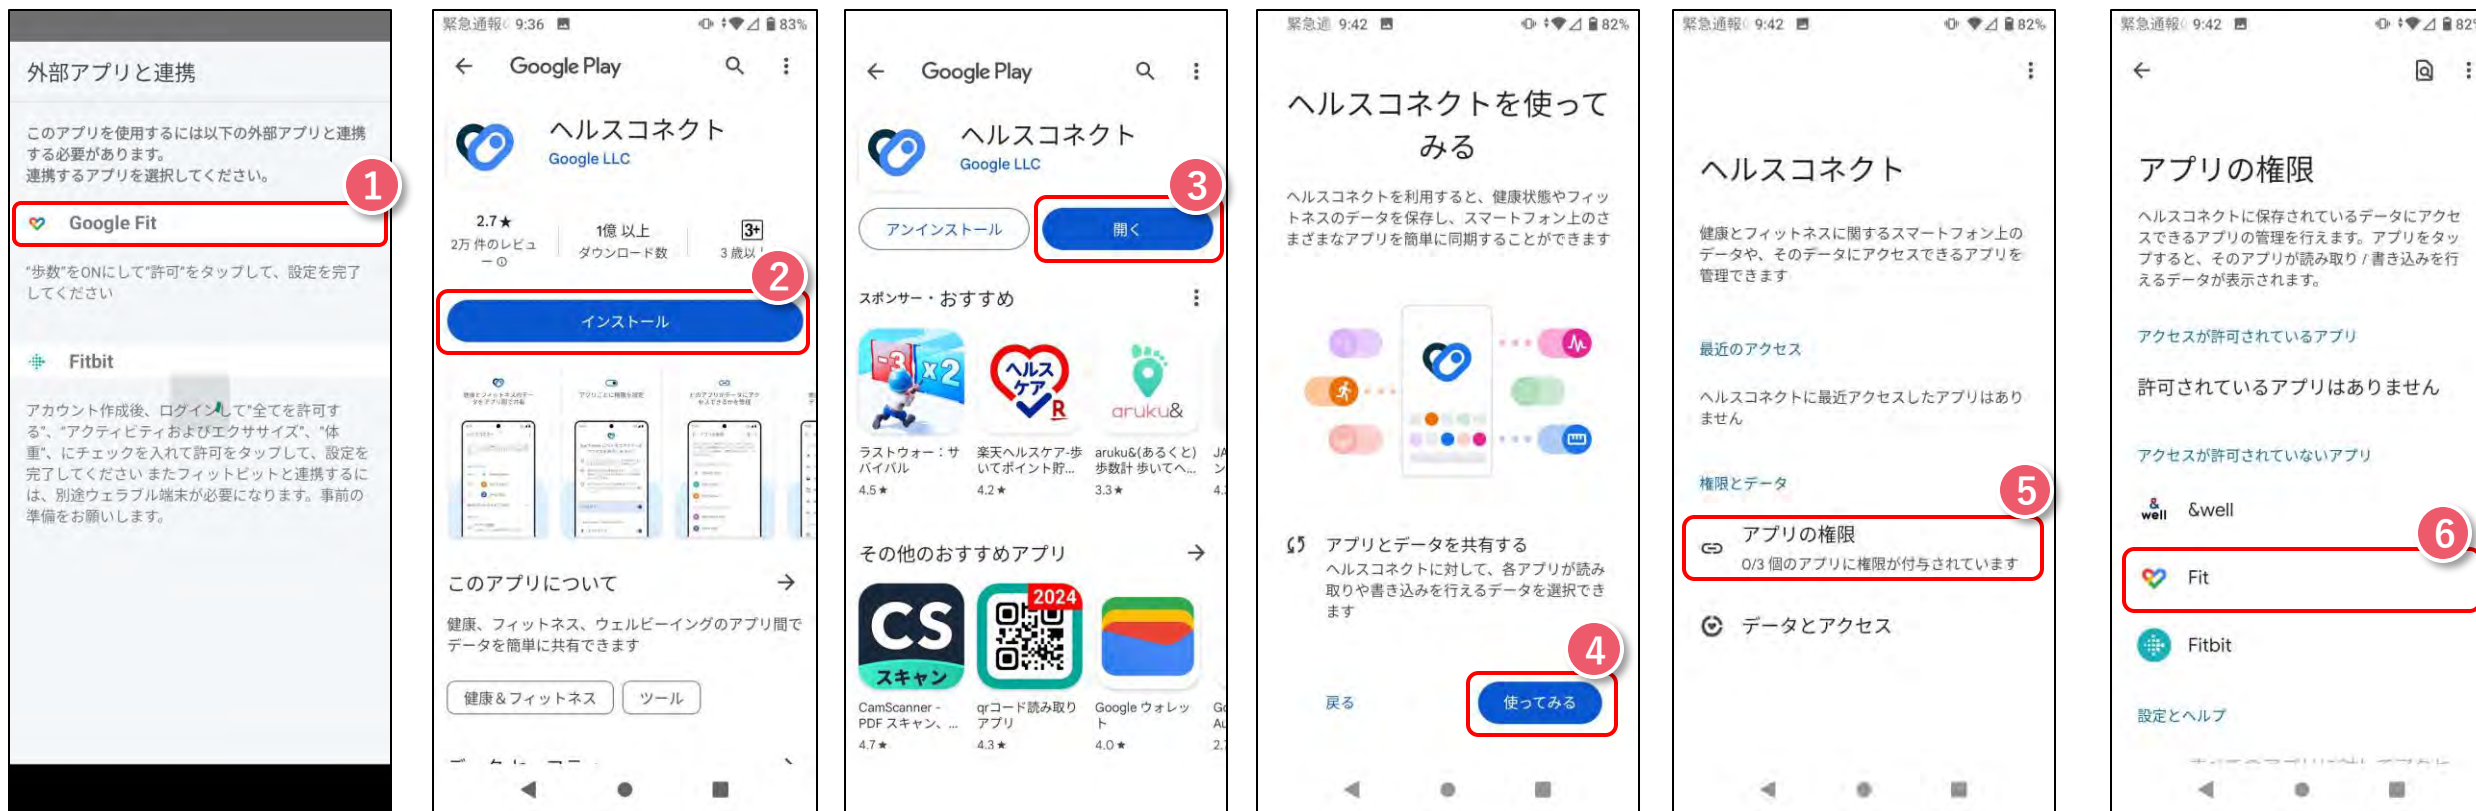 外部アプリと連携
このアプリを使用するには以下の外部アプリと連携
する必要があります。
連携するアプリを選択してください。
1
Google Fit
"歩数"をONにして"許可"をタップして、設定を完了
してください
Fitbit
アカウント作成後、ログインして"全てを許可す
る"、"アクティビティおよびエクササイズ"、"体
重"、にチェックを入れて許可をタップして、設定を
完了してください またフィットビットと連携するに
は、別途ウェラブル端末が必要になります。事前の
準備をお願いします。
緊急通報 9:36 83%
Google Play
ヘルスコネクト
Google LLC
2.7★
2万 件のレビュ
ー
1億 以上
ダウンロード数
3+
3 歳以上
2
インストール
このアプリについて
健康、フィットネス、ウェルビーイングのアプリ間で
データを簡単に共有できます
健康＆フィットネス
ツール
Google Play
ヘルスコネクト
Google LLC
3
アンインストール
開く
スポンサー・おすすめ
-3 x2
ヘルス
ケア
R
aruku&
ラストウォー：サ
バイバル
4.5★
楽天ヘルスケア-歩
いてポイント貯...
4.2★
aruku&(あるくと)
歩数計 歩いてヘ...
3.3★
その他のおすすめアプリ
CS
スキャン
2024
CamScanner -
PDF スキャン、...
4.7★
qrコード読み取り
アプリ
4.3★
Google ウォレッ
ト
4.0★
緊急通 9:42 82%
ヘルスコネクトを使って
みる
ヘルスコネクトを利用すると、健康状態やフィッ
トネスのデータを保存し、スマートフォン上のさ
まざまなアプリを簡単に同期することができます
アプリとデータを共有する
ヘルスコネクトに対して、各アプリが読み
取りや書き込みを行えるデータを選択でき
ます
4
戻る
使ってみる
緊急通報 9:42 82%
ヘルスコネクト
健康とフィットネスに関するスマートフォン上の
データや、そのデータにアクセスできるアプリを
管理できます
最近のアクセス
ヘルスコネクトに最近アクセスしたアプリはあり
ません
権限とデータ
5
アプリの権限
0/3 個のアプリに権限が付与されています
データとアクセス
緊急通報 9:42 82%
アプリの権限
ヘルスコネクトに保存されているデータにアクセ
スできるアプリの管理を行えます。アプリをタッ
プすると、そのアプリが読み取り / 書き込みを行
えるデータが表示されます。
アクセスが許可されているアプリ
許可されているアプリはありません
アクセスが許可されていないアプリ
&
well
&well
6
Fit
Fitbit
設定とヘルプ